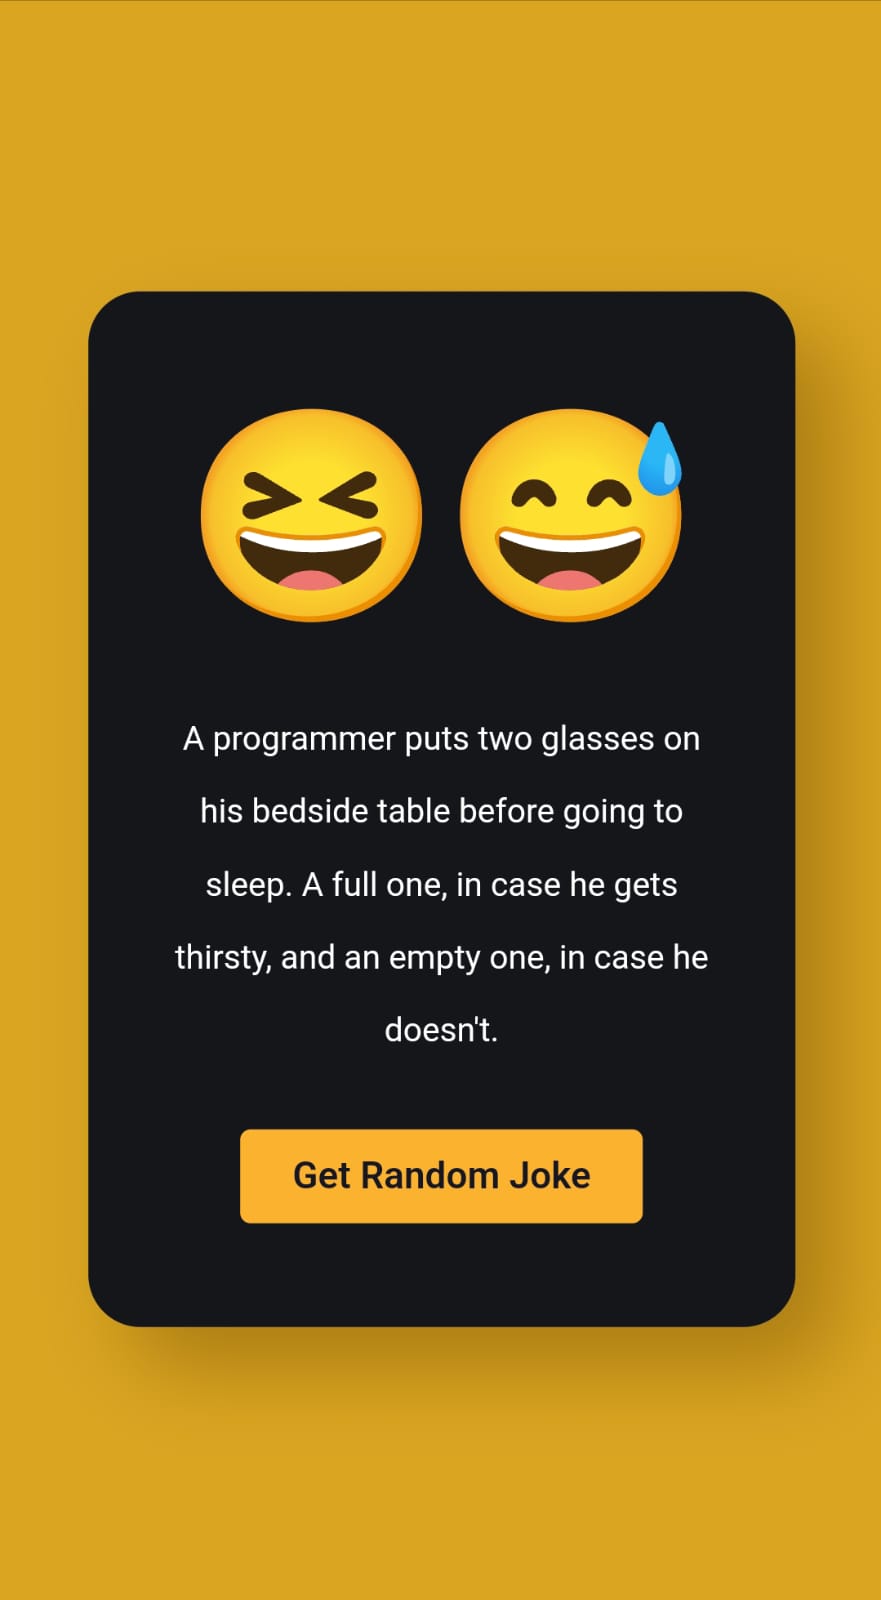 A programmer puts two glasses on
his bedside table before going to
sleep. A full one, in case he gets
thirsty, and an empty one, in case he
doesn't.
Get Random Joke